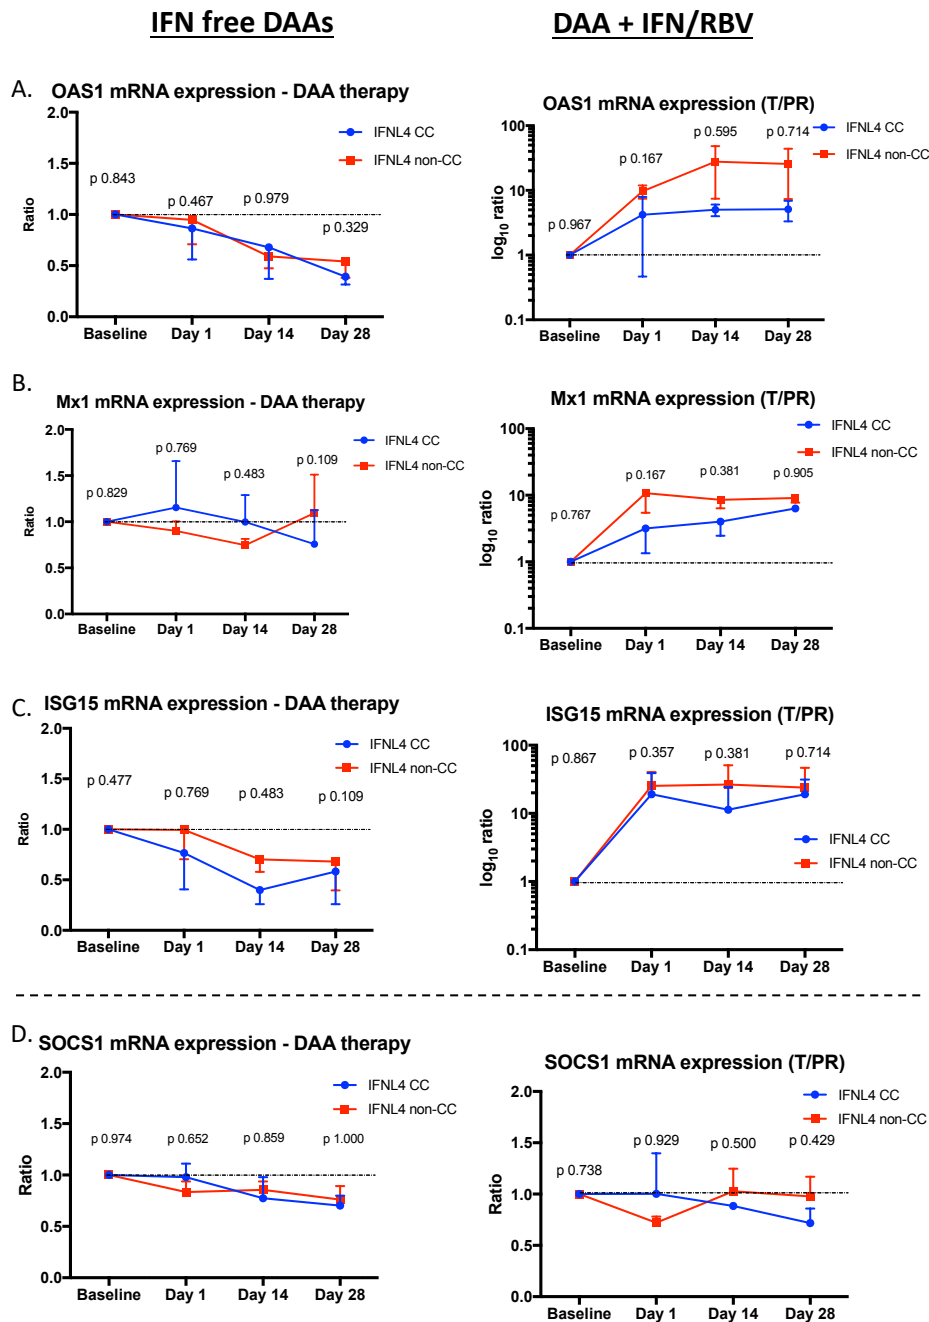 IFN free DAAs
DAA + IFN/RBV
A.
OAS1 mRNA expression - DAA therapy
2.0
1.5
1.0
0.5
0.0
Ratio
IFNL4 CC
IFNL4 non-CC
p 0.843
p 0.467
p 0.979
p 0.329
Baseline Day 1 Day 14 Day 28
OAS1 mRNA expression (T/PR)
100
10
1
0.1
log10 ratio
IFNL4 CC
IFNL4 non-CC
p 0.967
p 0.167
p 0.595
p 0.714
Baseline Day 1 Day 14 Day 28
B.
Mx1 mRNA expression - DAA therapy
2.0
1.5
1.0
0.5
0.0
Ratio
IFNL4 CC
IFNL4 non-CC
p 0.829
p 0.769
p 0.483
p 0.109
Baseline Day 1 Day 14 Day 28
Mx1 mRNA expression (T/PR)
100
10
1
0.1
log10 ratio
IFNL4 CC
IFNL4 non-CC
p 0.767
p 0.167
p 0.381
p 0.905
Baseline Day 1 Day 14 Day 28
C.
ISG15 mRNA expression - DAA therapy
2.0
1.5
1.0
0.5
0.0
Ratio
IFNL4 CC
IFNL4 non-CC
p 0.477
p 0.769
p 0.483
p 0.109
Baseline Day 1 Day 14 Day 28
ISG15 mRNA expression (T/PR)
100
10
1
0.1
log10 ratio
p 0.867
p 0.357
p 0.381
p 0.714
IFNL4 CC
IFNL4 non-CC
Baseline Day 1 Day 14 Day 28
D.
SOCS1 mRNA expression - DAA therapy
2.0
1.5
1.0
0.5
0.0
Ratio
IFNL4 CC
IFNL4 non-CC
p 0.974
p 0.652
p 0.859
p 1.000
Baseline Day 1 Day 14 Day 28
SOCS1 mRNA expression (T/PR)
2.0
1.5
1.0
0.5
0.0
Ratio
IFNL4 CC
IFNL4 non-CC
p 0.738
p 0.929
p 0.500
p 0.429
Baseline Day 1 Day 14 Day 28